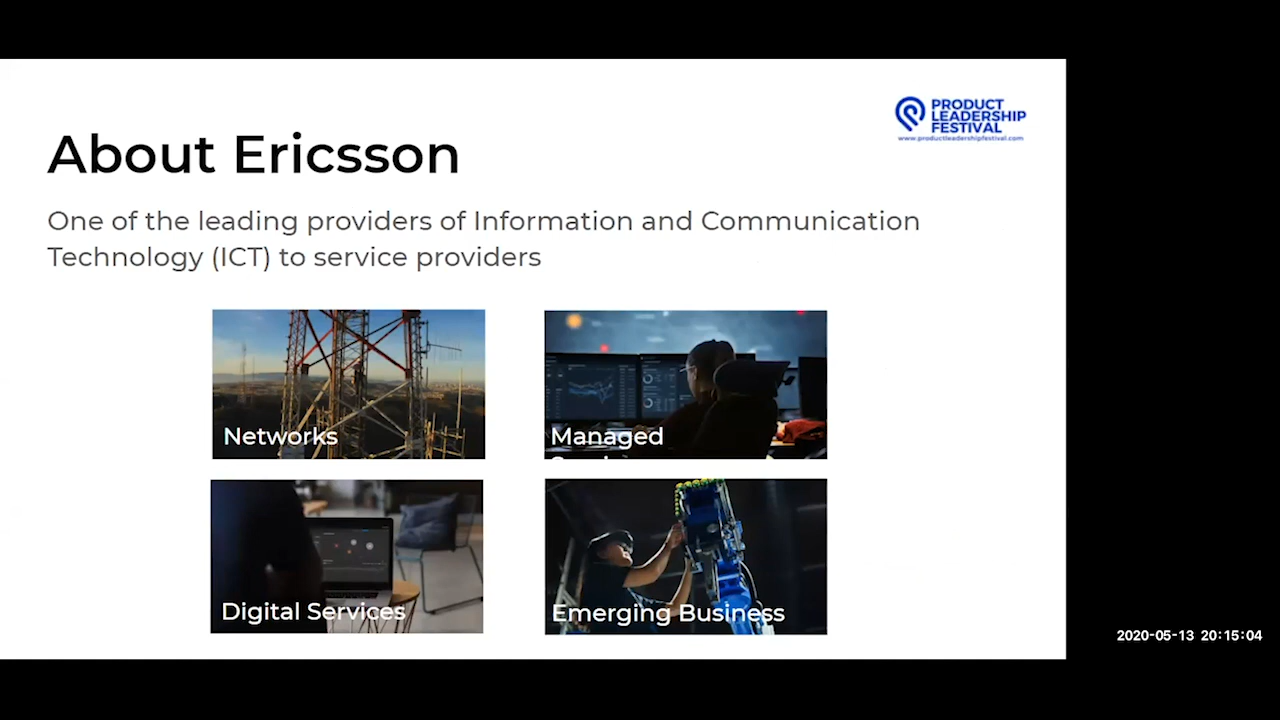 PRODUCT
LEADERSHIP
FESTIVAL
www.productleadershipfestival.com
About Ericsson
One of the leading providers of Information and Communication
Technology (ICT) to service providers
Networks
Managed
Digital Services
Emerging Business
2020-05-13 20:15:04